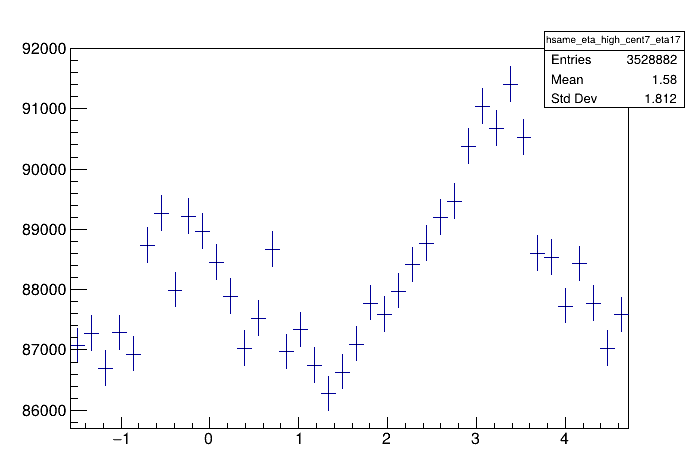 hsame_eta_high_cent7_eta17
Entries 3528882
Mean 1.58
Std Dev 1.812
92000
91000
90000
89000
88000
87000
86000
−1 0 1 2 3 4